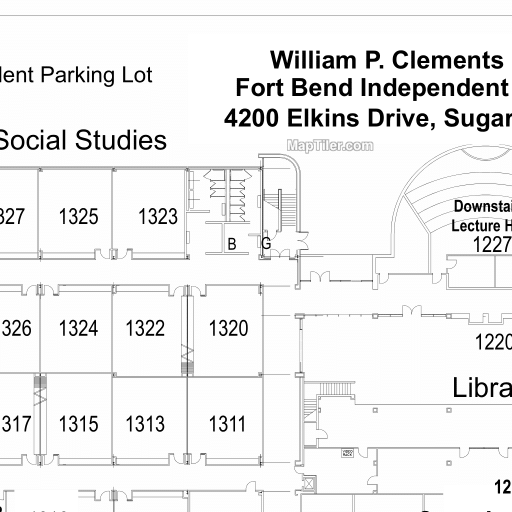 William P. Clements
Fort Bend Independent
4200 Elkins Drive, Sugar
MapTiler.com
dent Parking Lot
Social Studies
327
1325
1323
B
G
Downstai
Lecture H
1227
326
1324
1322
1320
1220
Libra
317
1315
1313
1311
12